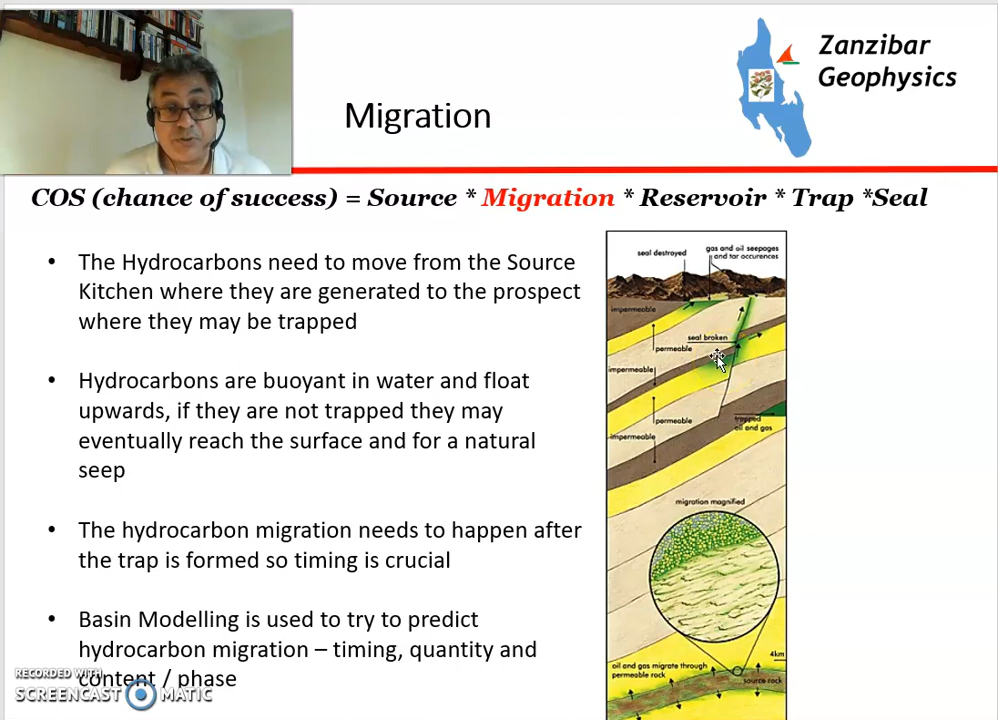 Zanzibar
Geophysics
Migration
COS (chance of success) = Source * Migration * Reservoir * Trap *Seal
• The Hydrocarbons need to move from the Source
Kitchen where they are generated to the prospect
where they may be trapped
• Hydrocarbons are buoyant in water and float
upwards, if they are not trapped they may
eventually reach the surface and for a natural
seep
• The hydrocarbon migration needs to happen after
the trap is formed so timing is crucial
• Basin Modelling is used to try to predict
hydrocarbon migration – timing, quantity and
content / phase
RECORDED WITH
SCREENCAST MATIC
seal destroyed
gas and oil seepages
and tar occurences
impermeable
seal broken
permeable
impermeable
permeable
trapped
oil and gas
impermeable
migration magnified
4km
oil and gas migrate through
permeable rock
source rock